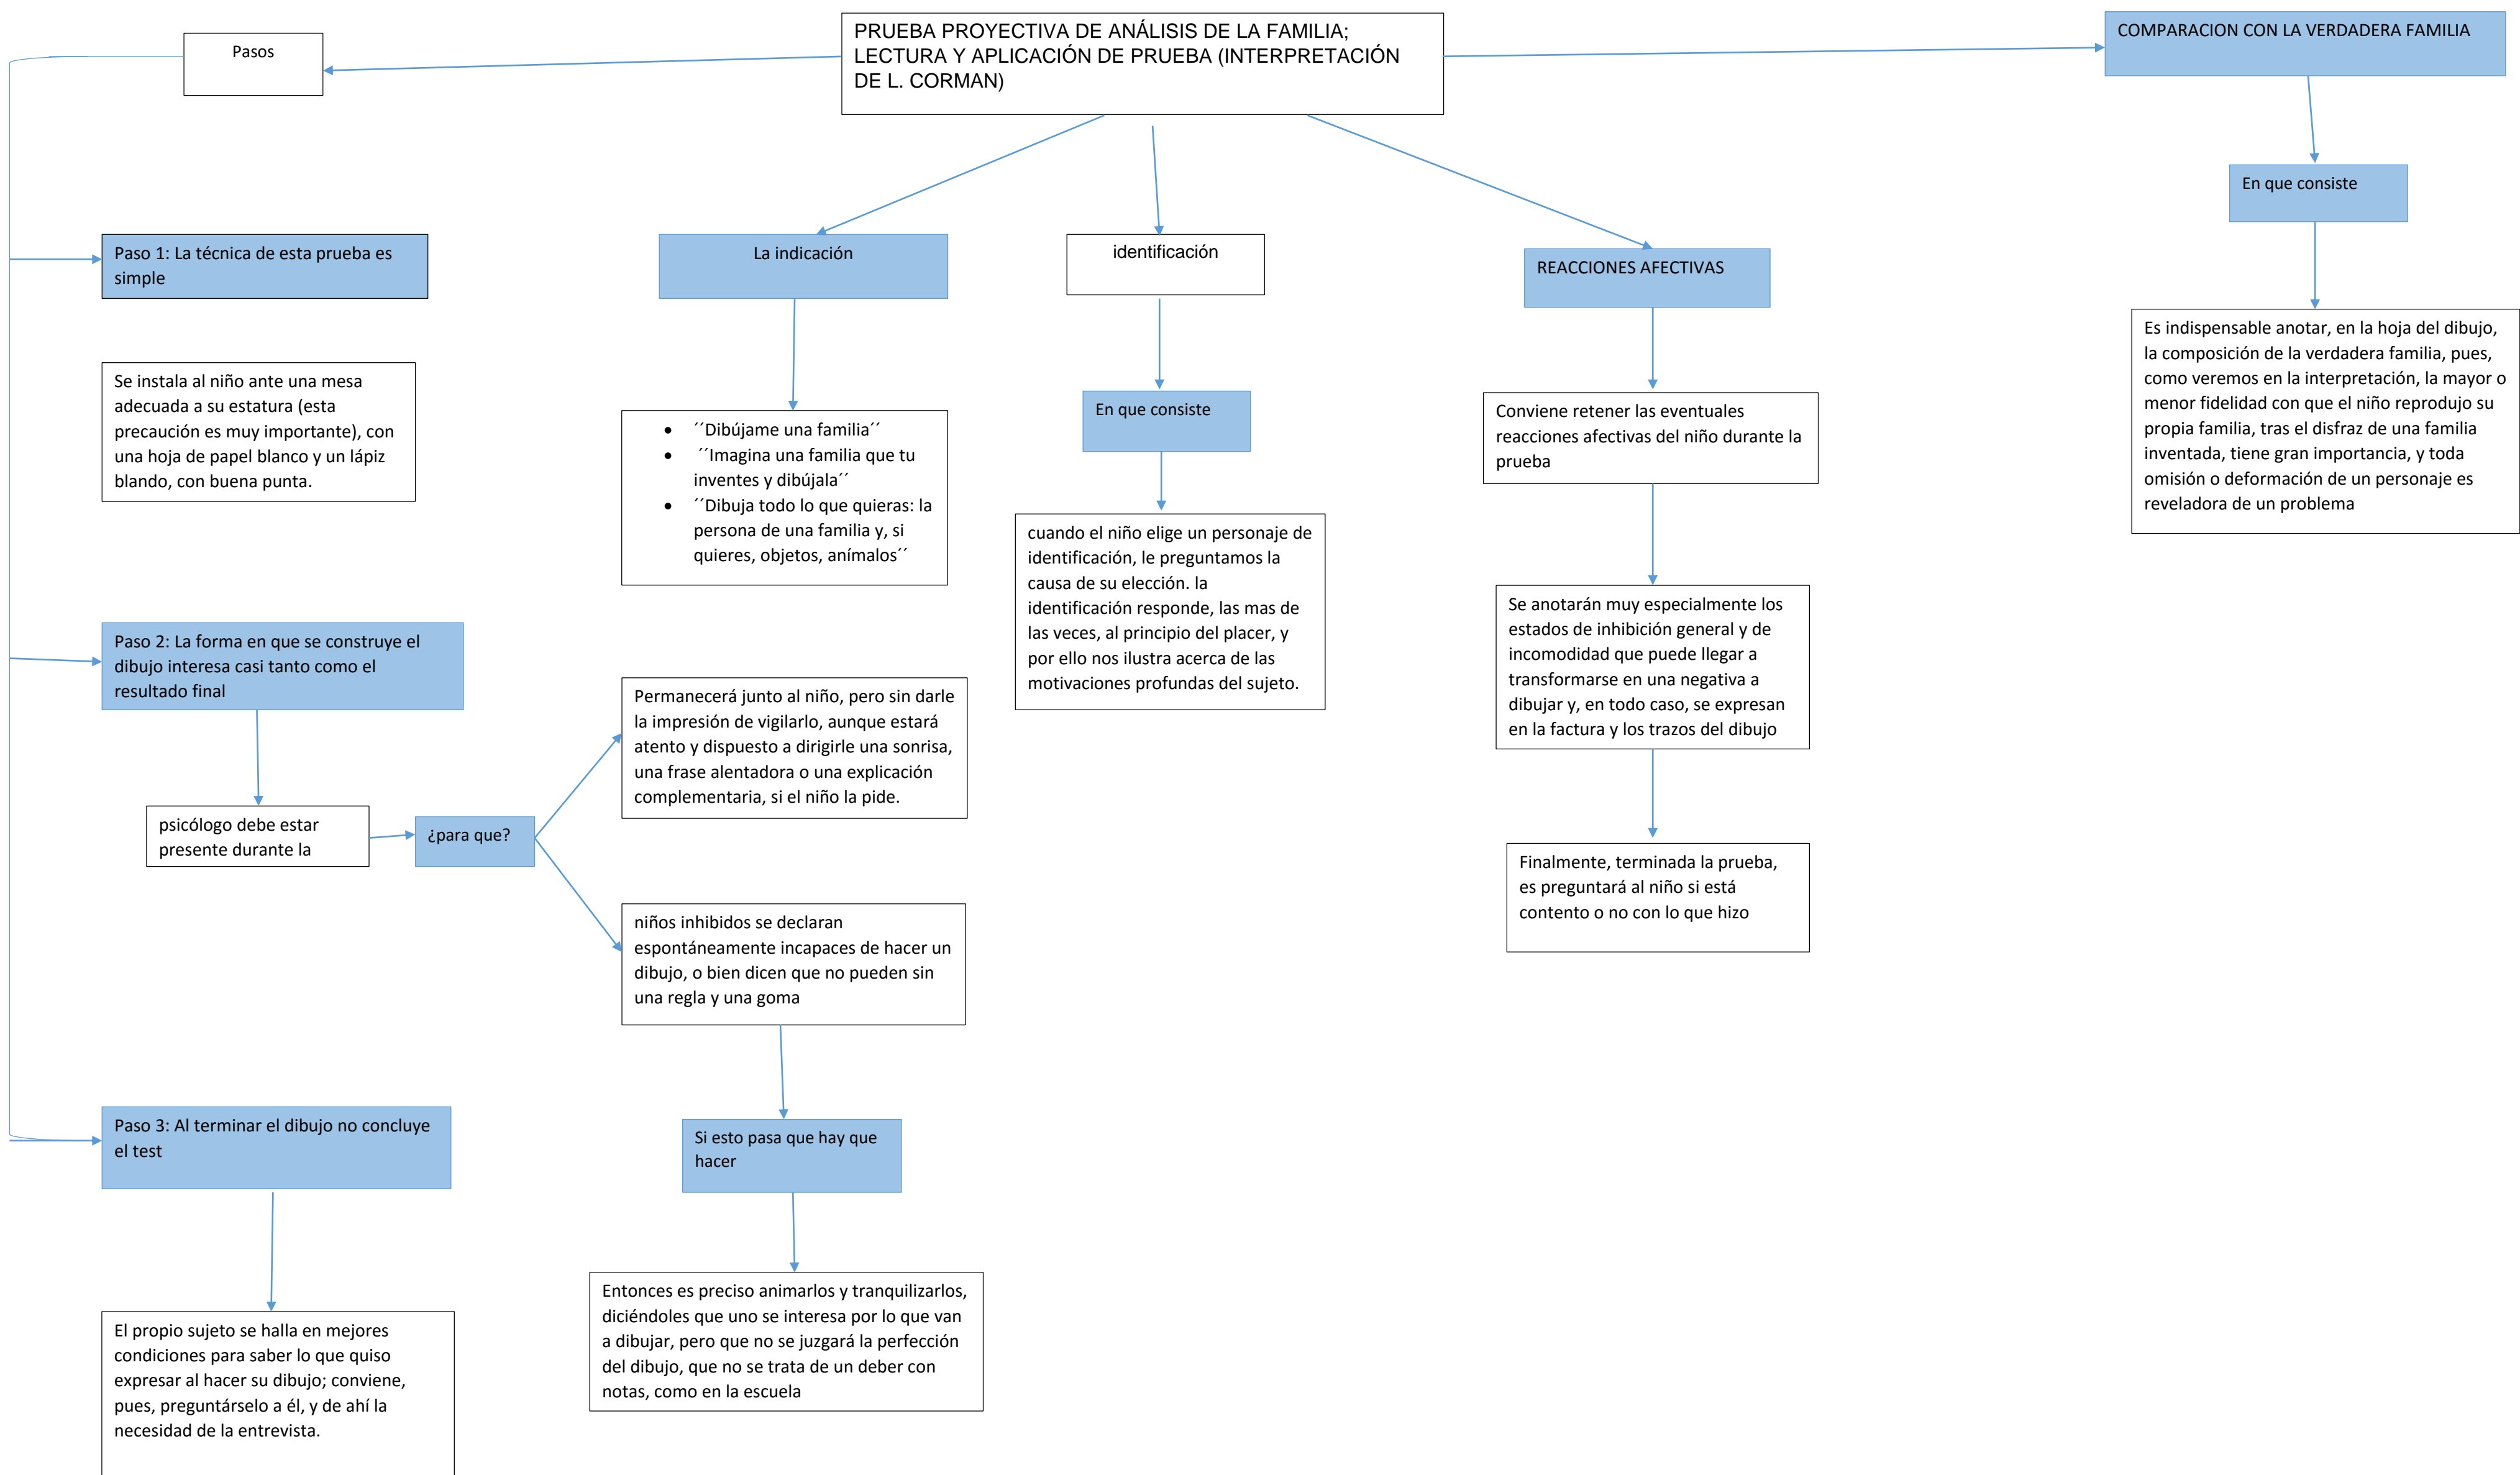 PRUEBA PROYECTIVA DE ANÁLISIS DE LA FAMILIA;
LECTURA Y APLICACIÓN DE PRUEBA (INTERPRETACIÓN
DE L. CORMAN)
Pasos
Paso 1: La técnica de esta prueba es
simple
Se instala al niño ante una mesa
adecuada a su estatura (esta
precaución es muy importante), con
una hoja de papel blanco y un lápiz
blando, con buena punta.
Paso 2: La forma en que se construye el
dibujo interesa casi tanto como el
resultado final
psicólogo debe estar
presente durante la
¿para que?
Permanecerá junto al niño, pero sin darle
la impresión de vigilarlo, aunque estará
atento y dispuesto a dirigirle una sonrisa,
una frase alentadora o una explicación
complementaria, si el niño la pide.
niños inhibidos se declaran
espontáneamente incapaces de hacer un
dibujo, o bien dicen que no pueden sin
una regla y una goma
Si esto pasa que hay que
hacer
Entonces es preciso animarlos y tranquilizarlos,
diciéndoles que uno se interesa por lo que van
a dibujar, pero que no se juzgará la perfección
del dibujo, que no se trata de un deber con
notas, como en la escuela
Paso 3: Al terminar el dibujo no concluye
el test
El propio sujeto se halla en mejores
condiciones para saber lo que quiso
expresar al hacer su dibujo; conviene,
pues, preguntárselo a él, y de ahí la
necesidad de la entrevista.
La indicación
• ´´Dibújame una familia´´
• ´´Imagina una familia que tu
inventes y dibújala´´
• ´´Dibuja todo lo que quieras: la
persona de una familia y, si
quieres, objetos, anímalos´´
identificación
En que consiste
cuando el niño elige un personaje de
identificación, le preguntamos la
causa de su elección. la
identificación responde, las mas de
las veces, al principio del placer, y
por ello nos ilustra acerca de las
motivaciones profundas del sujeto.
REACCIONES AFECTIVAS
Conviene retener las eventuales
reacciones afectivas del niño durante la
prueba
Se anotarán muy especialmente los
estados de inhibición general y de
incomodidad que puede llegar a
transformarse en una negativa a
dibujar y, en todo caso, se expresan
en la factura y los trazos del dibujo
Finalmente, terminada la prueba,
es preguntará al niño si está
contento o no con lo que hizo
COMPARACION CON LA VERDADERA FAMILIA
En que consiste
Es indispensable anotar, en la hoja del dibujo,
la composición de la verdadera familia, pues,
como veremos en la interpretación, la mayor o
menor fidelidad con que el niño reprodujo su
propia familia, tras el disfraz de una familia
inventada, tiene gran importancia, y toda
omisión o deformación de un personaje es
reveladora de un problema